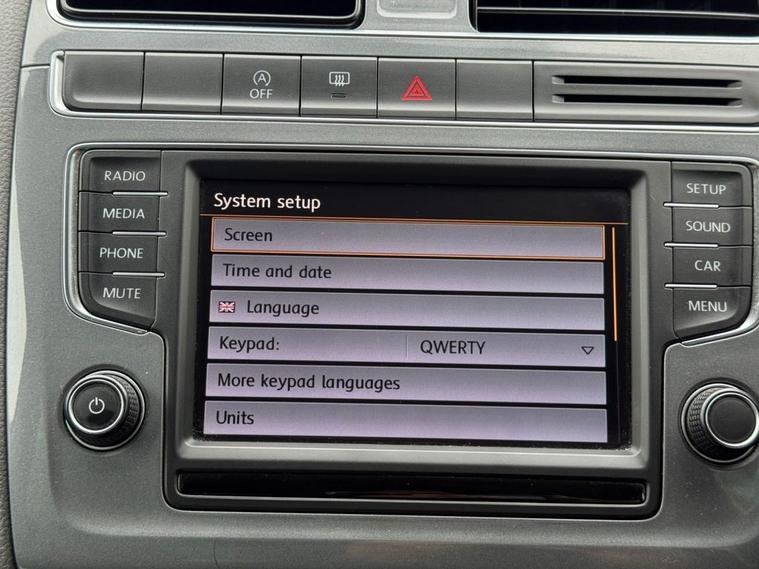 OFF
RADIO
MEDIA
PHONE
MUTE
System setup
Screen
Time and date
Language
Keypad: QWERTY
More keypad languages
Units
SETUP
SOUND
CAR
MENU